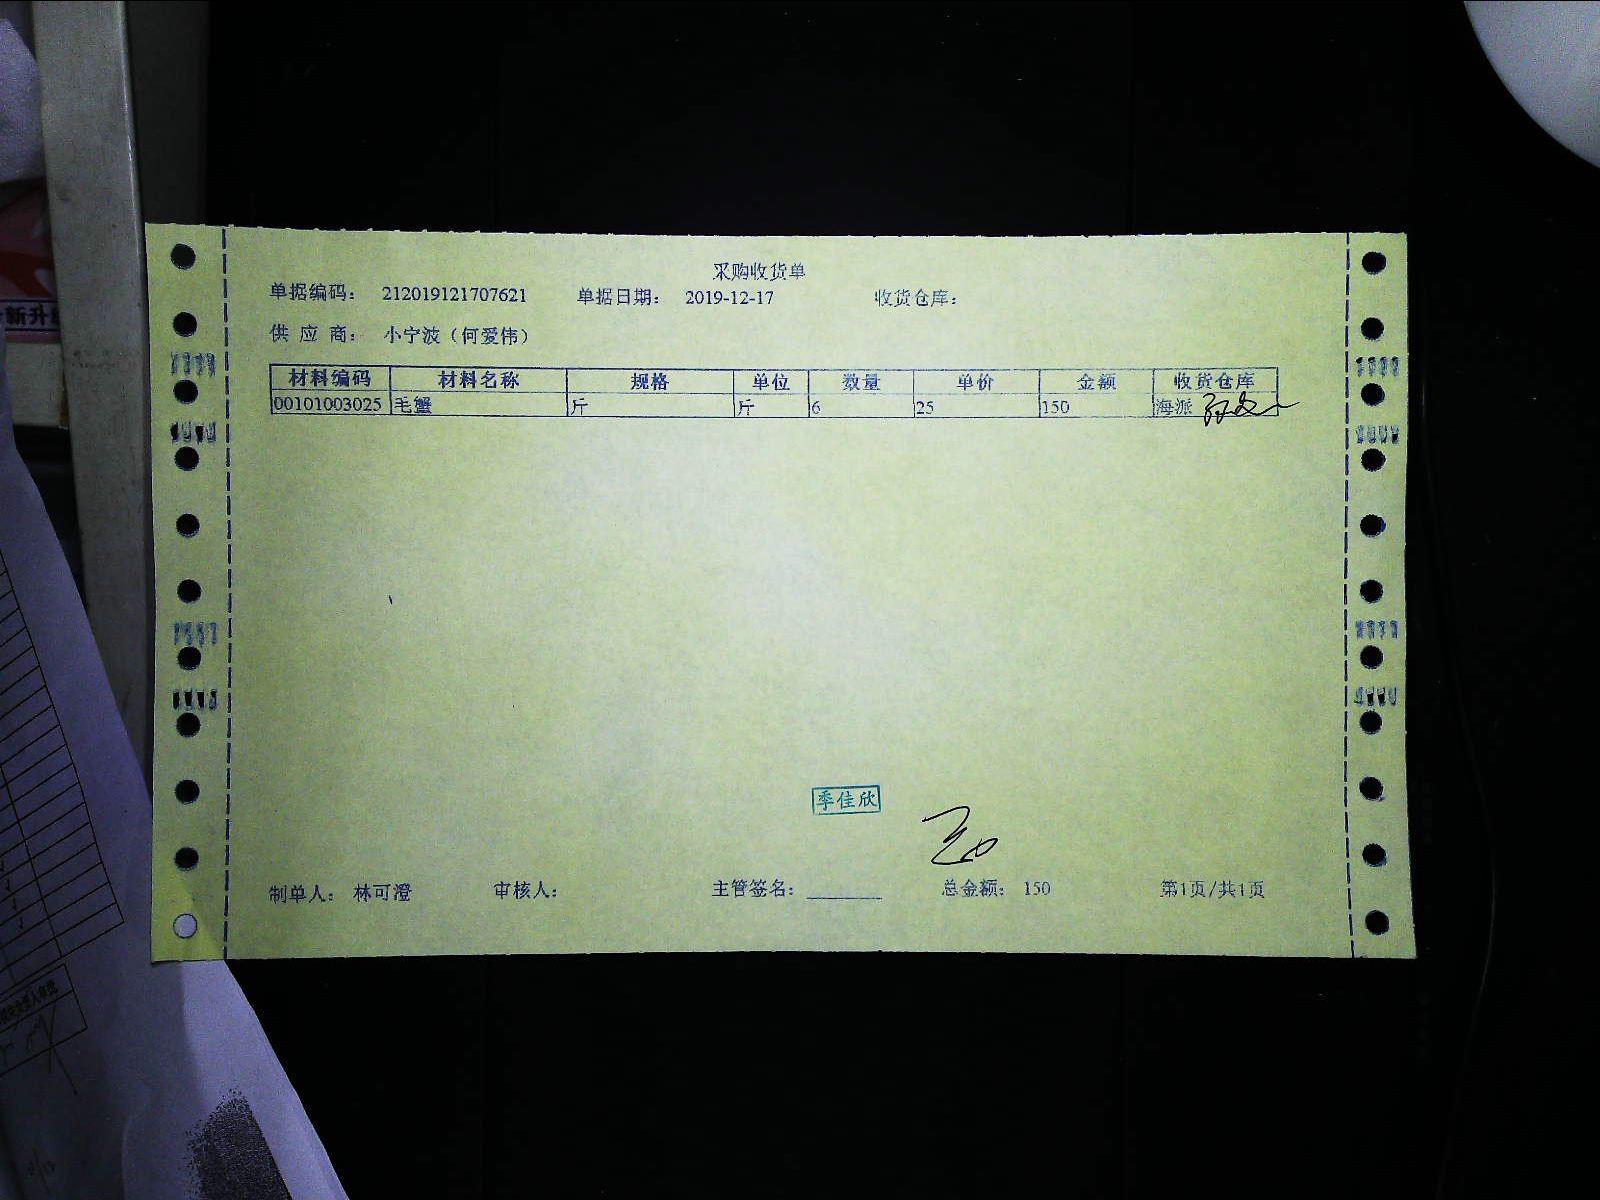 采购收货单
单据编码： 212019121707621 单据日期： 2019-12-17 收货仓库：
供 应 商： 小宁波（何爱伟）
材料编码 材料名称 规格 单位 数量 单价 金额 收货仓库
00101003025 毛蟹 斤 斤 6 25 150 海派
季佳欣
制单人： 林可澄 审核人： 主管签名： 总金额： 150 第1页/共1页